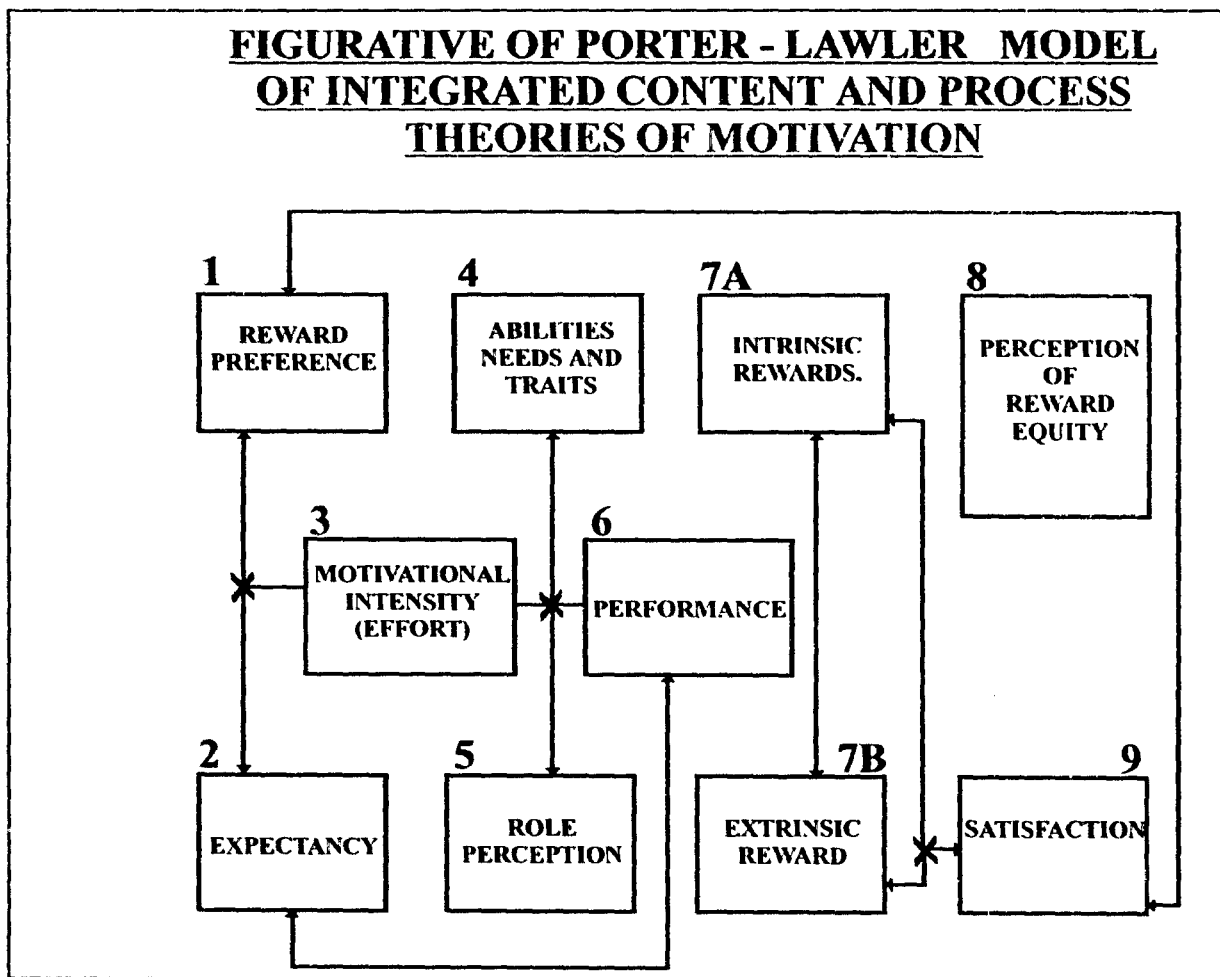 FIGURATIVE OF PORTER - LAWLER MODEL
OF INTEGRATED CONTENT AND PROCESS
THEORIES OF MOTIVATION
1
REWARD
PREFERENCE
4
ABILITIES
NEEDS AND
TRAITS
7A
INTRINSIC
REWARDS.
8
PERCEPTION
OF
REWARD
EQUITY
3
MOTIVATIONAL
INTENSITY
(EFFORT)
6
PERFORMANCE
2
EXPECTANCY
5
ROLE
PERCEPTION
7B
EXTRINSIC
REWARD
9
SATISFACTION